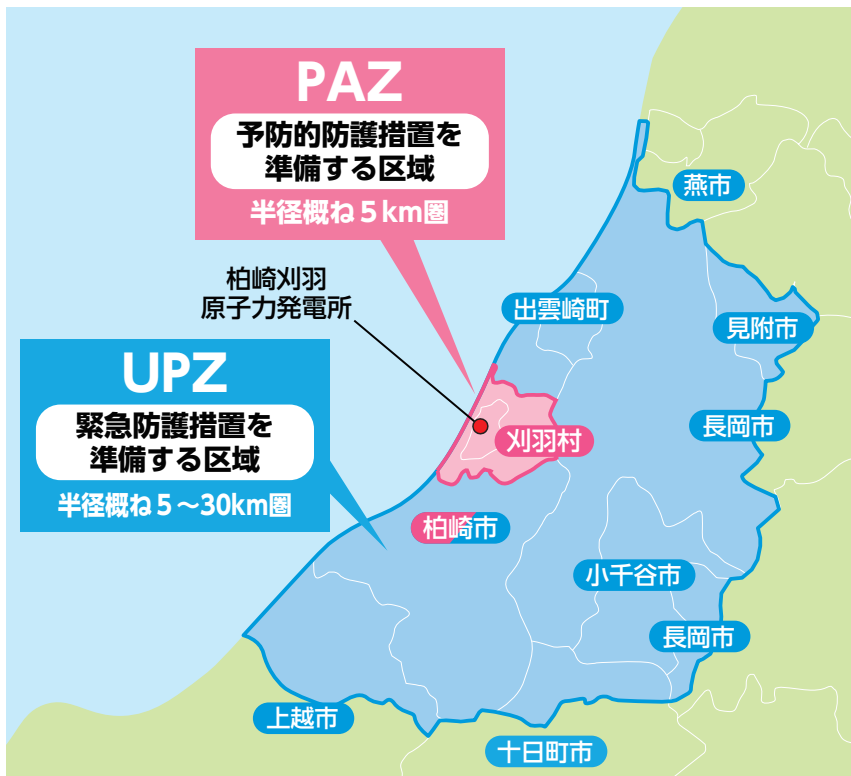 PAZ
予防的防護措置を
準備する区域
半径概ね5km圏
柏崎刈羽
原子力発電所
UPZ
緊急防護措置を
準備する区域
半径概ね5～30km圏
燕市
出雲崎町
見附市
長岡市
刈羽村
柏崎市
小千谷市
長岡市
上越市
十日町市